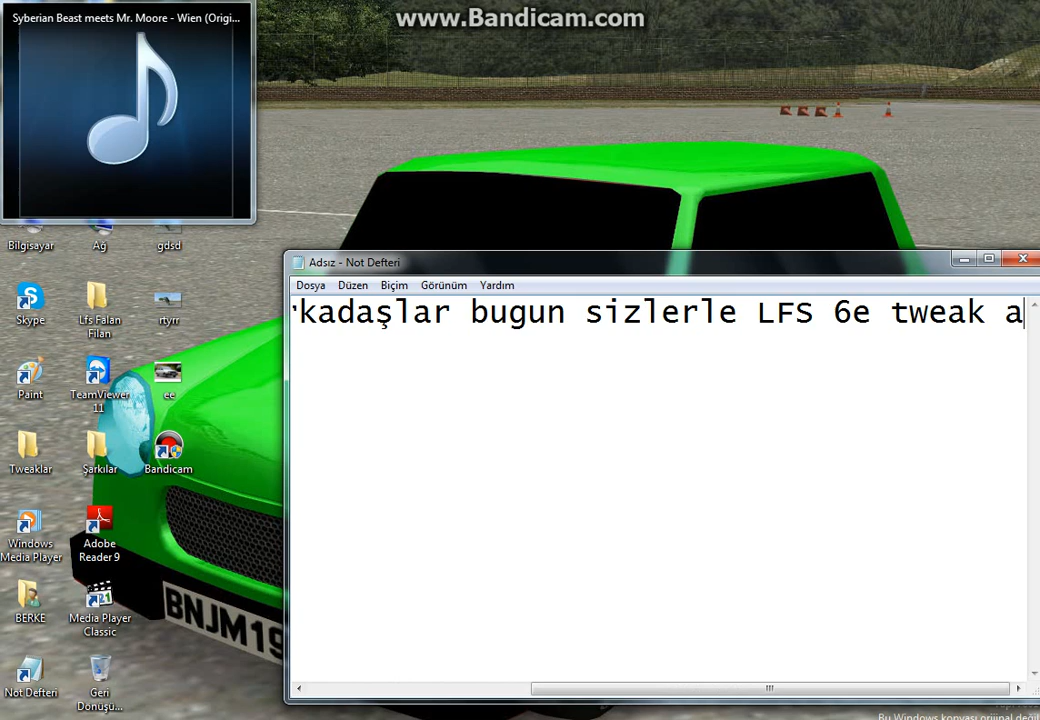 Syberian Beast meets Mr. Moore - Wien (Origi...
www.Bandicam.com
Bilgisayar
Ağ
gdsd
Skype
Lfs Falan Filan
rtyrr
Paint
TeamViewer 11
ee
Tweaklar
Şarkılar
Bandicam
Windows Media Player
Adobe Reader 9
BERKE
Media Player Classic
Not Defteri
Geri Dönüşü...
BNJM19
Adsız - Not Defteri
Dosya Düzen Biçim Görünüm Yardım
kadaşlar bugun sizlerle LFS 6e tweak a
Bu Windows kopyası orijinal değil